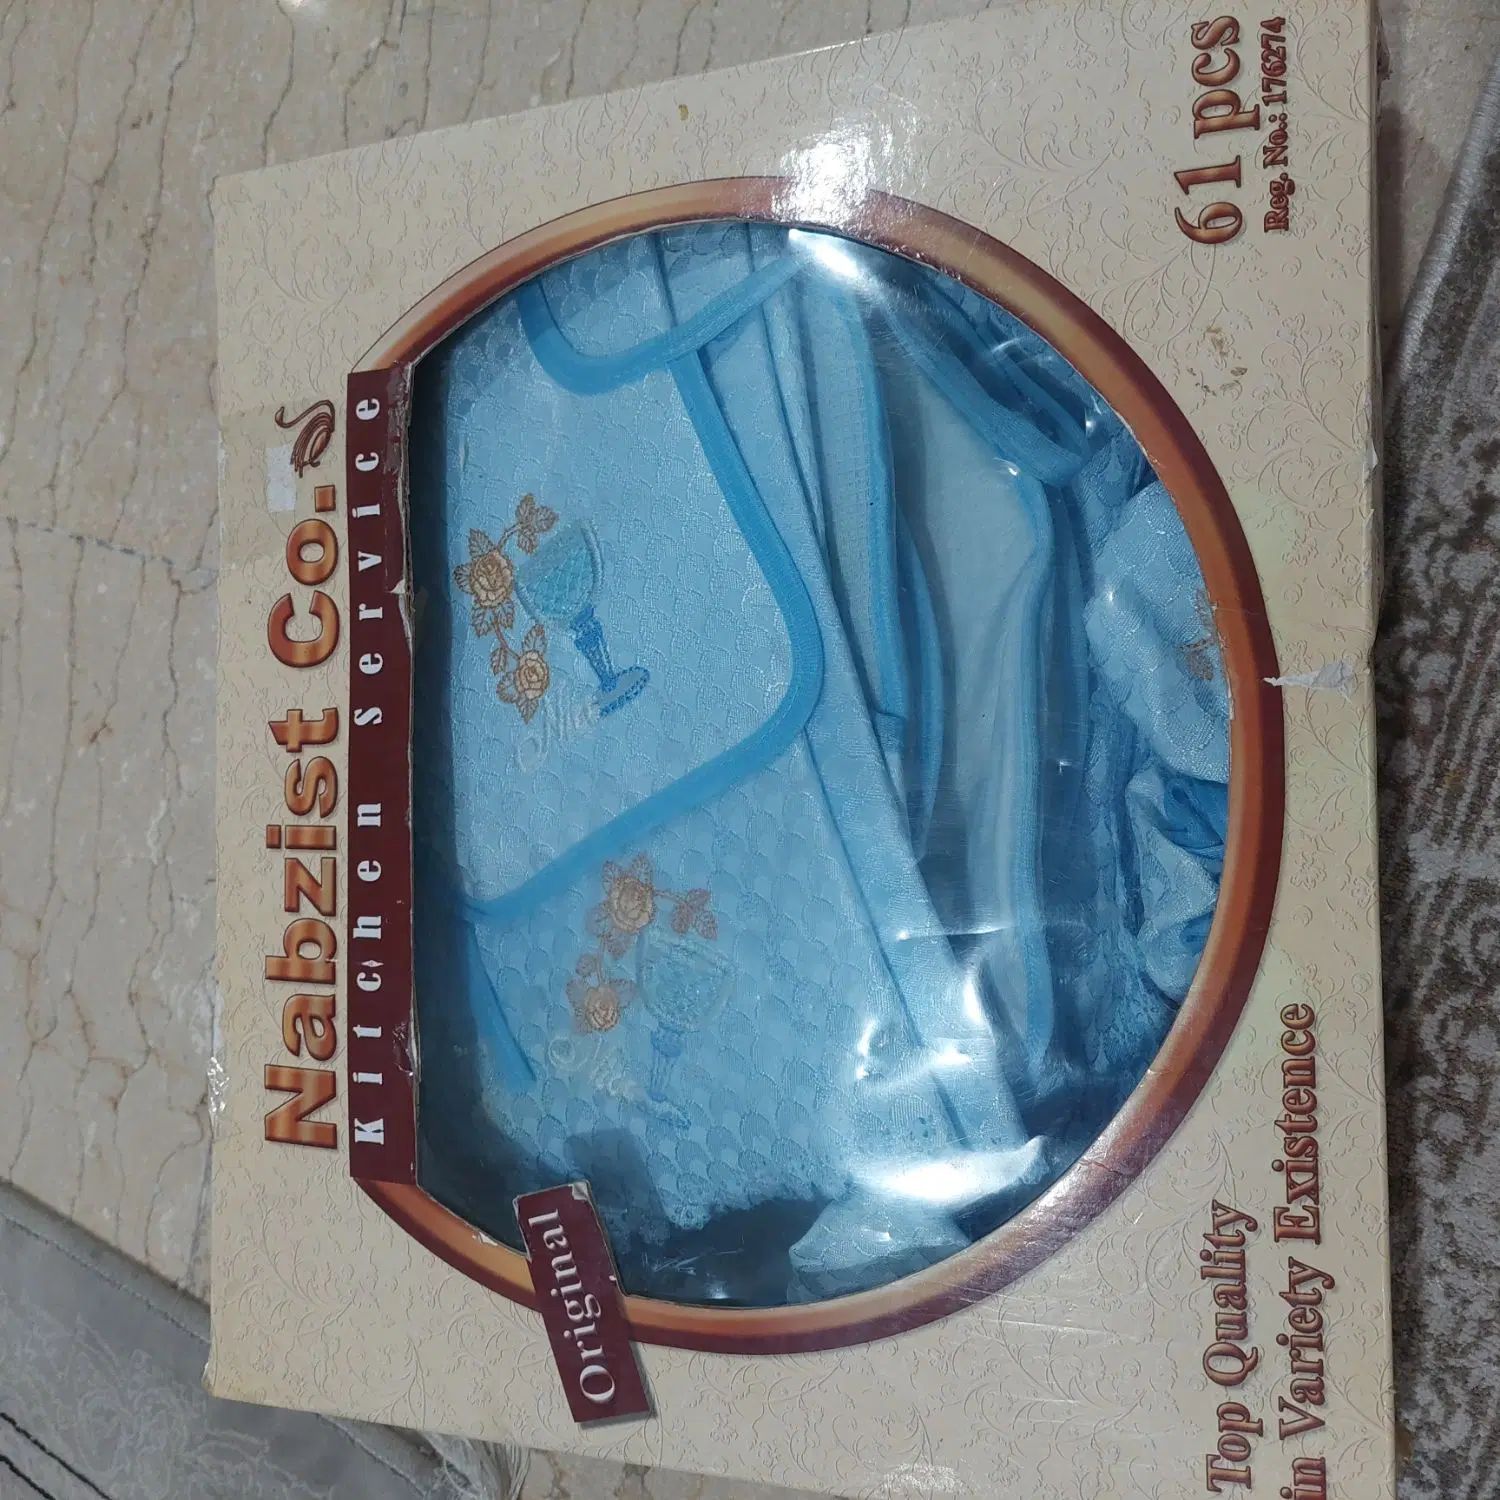 Nabzist Co.
Kitchen Service
Original
61 pcs
Reg. No.: 176274
Top Quality
in Variety Existence